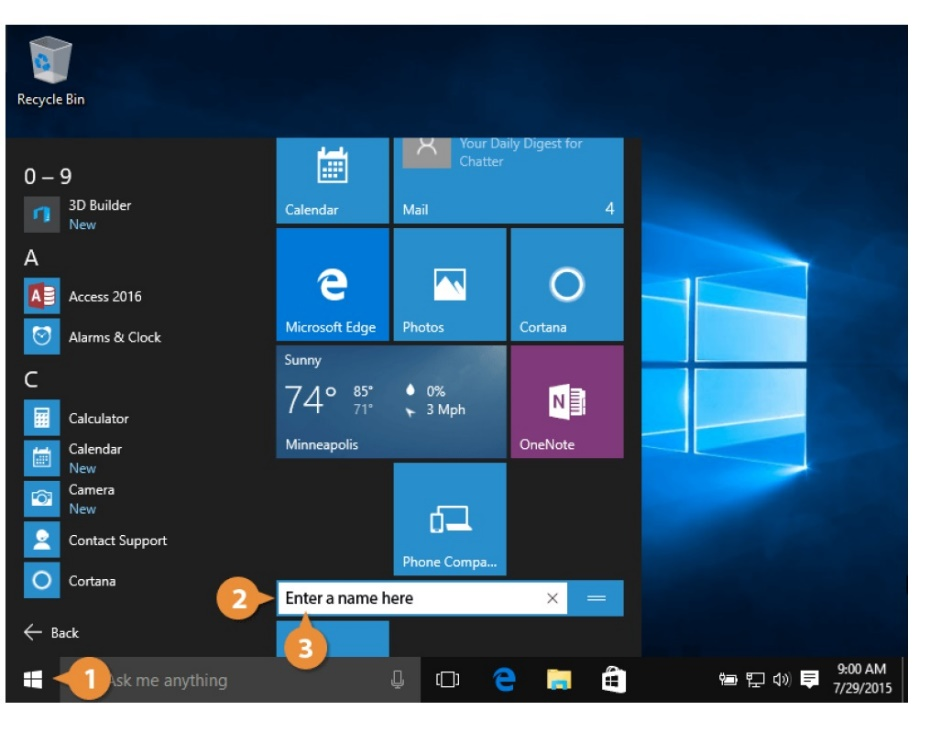 Recycle Bin
0 – 9
3D Builder
New
A
Access 2016
Alarms & Clock
C
Calculator
Calendar
New
Camera
New
Contact Support
Cortana
Back
Calendar
Your Daily Digest for
Chatter
Mail 4
Microsoft Edge
Photos
Cortana
Sunny
74° 85° 71°
0%
3 Mph
Minneapolis
N
OneNote
Phone Compa...
2
Enter a name here
3
1
sk me anything
9:00 AM
7/29/2015